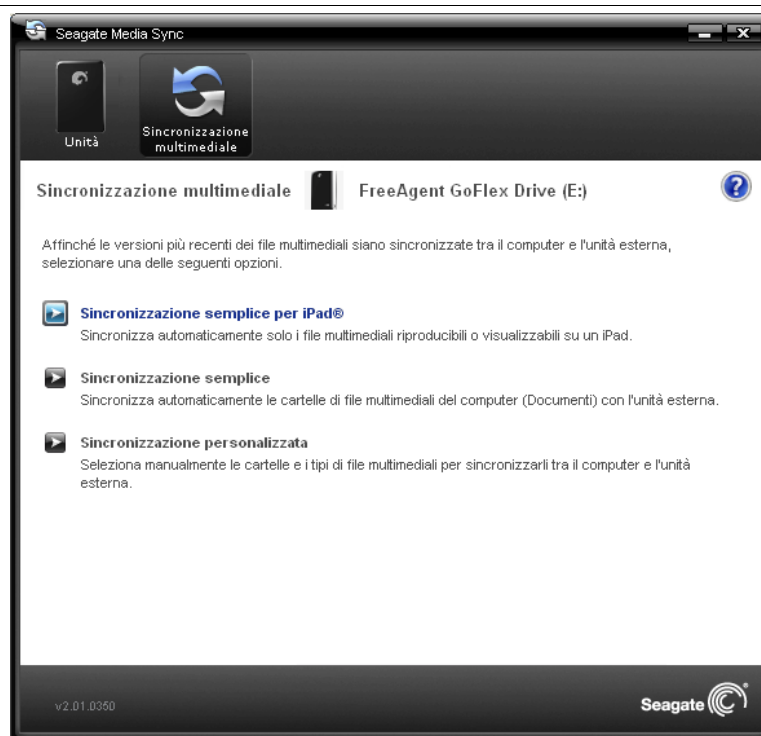 Seagate Media Sync
Unità
Sincronizzazione
multimediale
Sincronizzazione multimediale
FreeAgent GoFlex Drive (E:)
Affinché le versioni più recenti dei file multimediali siano sincronizzate tra il computer e l'unità esterna,
selezionare una delle seguenti opzioni.
Sincronizzazione semplice per iPad®
Sincronizza automaticamente solo i file multimediali riproducibili o visualizzabili su un iPad.
Sincronizzazione semplice
Sincronizza automaticamente le cartelle di file multimediali del computer (Documenti) con l'unità esterna.
Sincronizzazione personalizzata
Seleziona manualmente le cartelle e i tipi di file multimediali per sincronizzarli tra il computer e l'unità
esterna.
v2.01.0350
Seagate